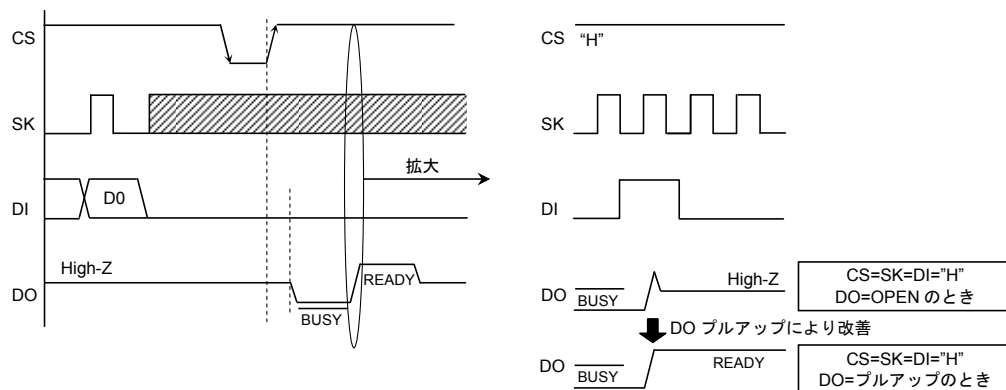 CS
SK
DI
D0
DO
High-Z
BUSY
READY
拡大
CS "H"
SK
DI
DO
BUSY
High-Z
CS=SK=DI="H"
DO=OPEN のとき
DO プルアップにより改善
DO
BUSY
READY
CS=SK=DI="H"
DO=プルアップのとき